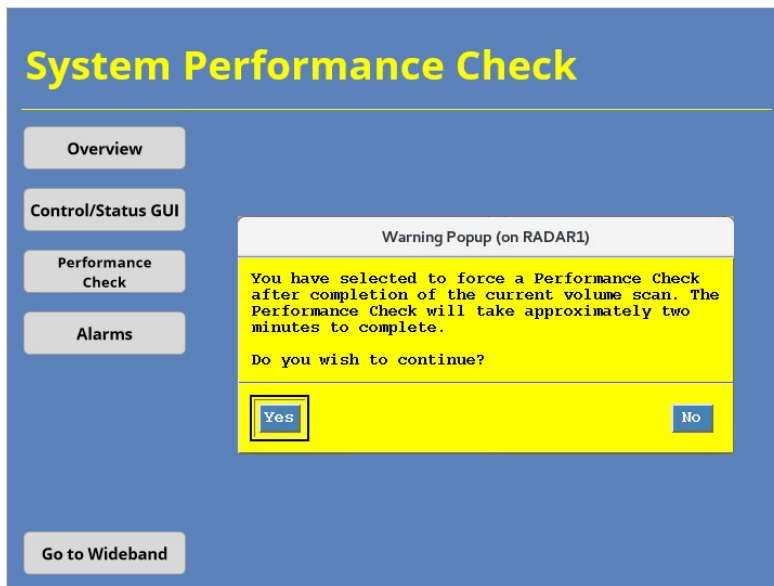 System Performance Check
Overview
Control/Status GUI
Performance
Check
Alarms
Go to Wideband
Warning Popup (on RADAR1)
You have selected to force a Performance Check
after completion of the current volume scan. The
Performance Check will take approximately two
minutes to complete.
Do you wish to continue?
Yes
No